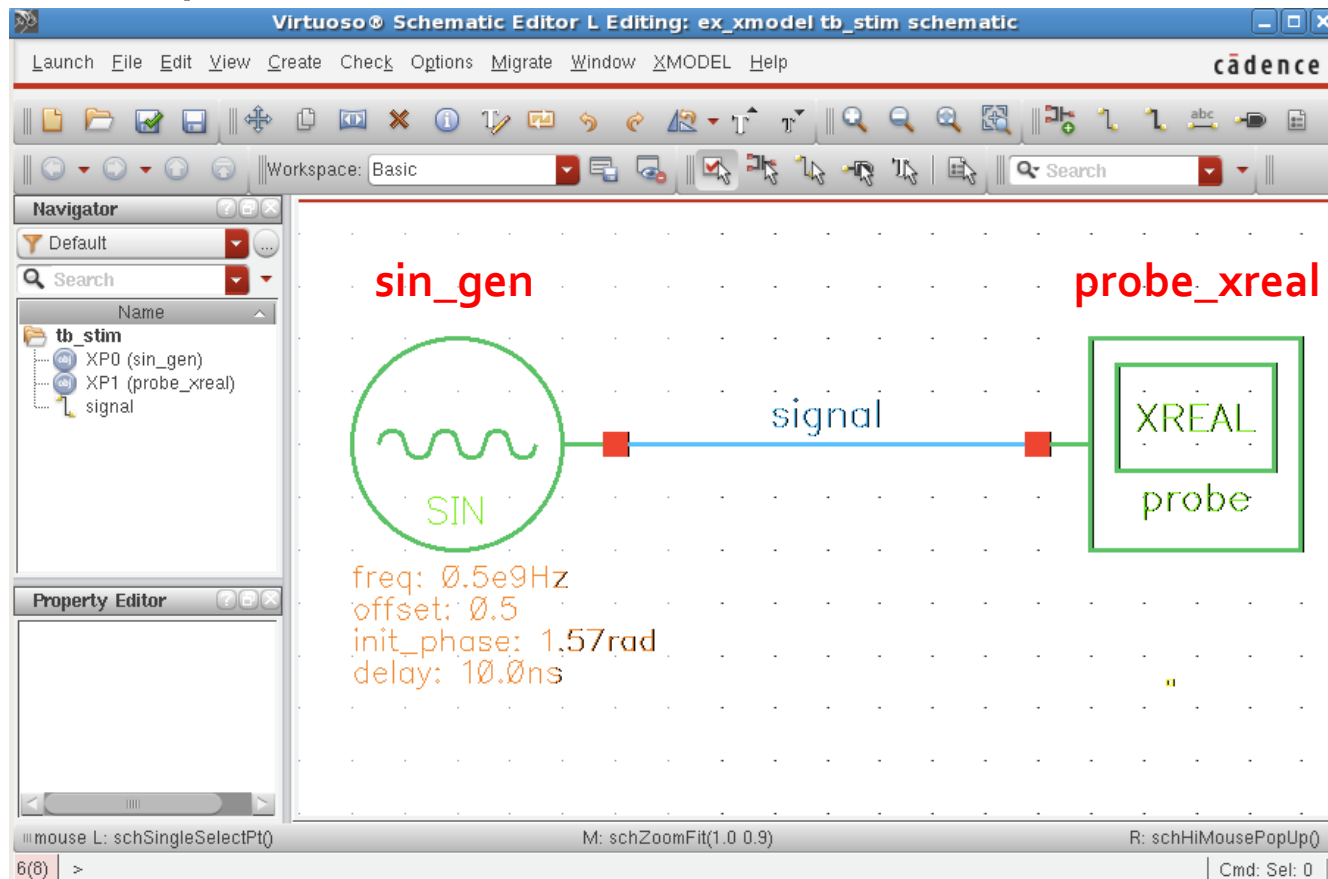 Virtuoso® Schematic Editor L Editing: ex_xmodel tb_stim schematic
Launch File Edit View Create Check Options Migrate Window XMODEL Help
cādence
abc
Workspace: Basic
Search
Navigator
Default
Search
Name
tb_stim
XP0 (sin_gen)
XP1 (probe_xreal)
signal
Property Editor
sin_gen
probe_xreal
signal
SIN
XREAL
probe
freq: 0.5e9Hz
offset: 0.5
init_phase: 1.57rad
delay: 10.0ns
mouse L: schSingleSelectPt()
M: schZoomFit(1.0 0.9)
R: schHiMousePopUp()
6(8) >
Cmd: Sel: 0